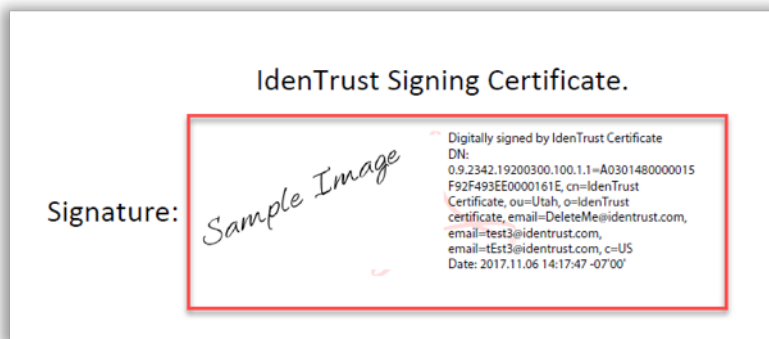 IdenTrust Signing Certificate.
Signature:
Sample Image
Digitally signed by IdenTrust Certificate
DN:
0.9.2342.19200300.100.1.1=A0301480000015
F92F493EE0000161E, cn=IdenTrust
Certificate, ou=Utah, o=IdenTrust
certificate, email=DeleteMe@identrust.com,
email=test3@identrust.com,
email=tEst3@identrust.com, c=US
Date: 2017.11.06 14:17:47 -07'00'